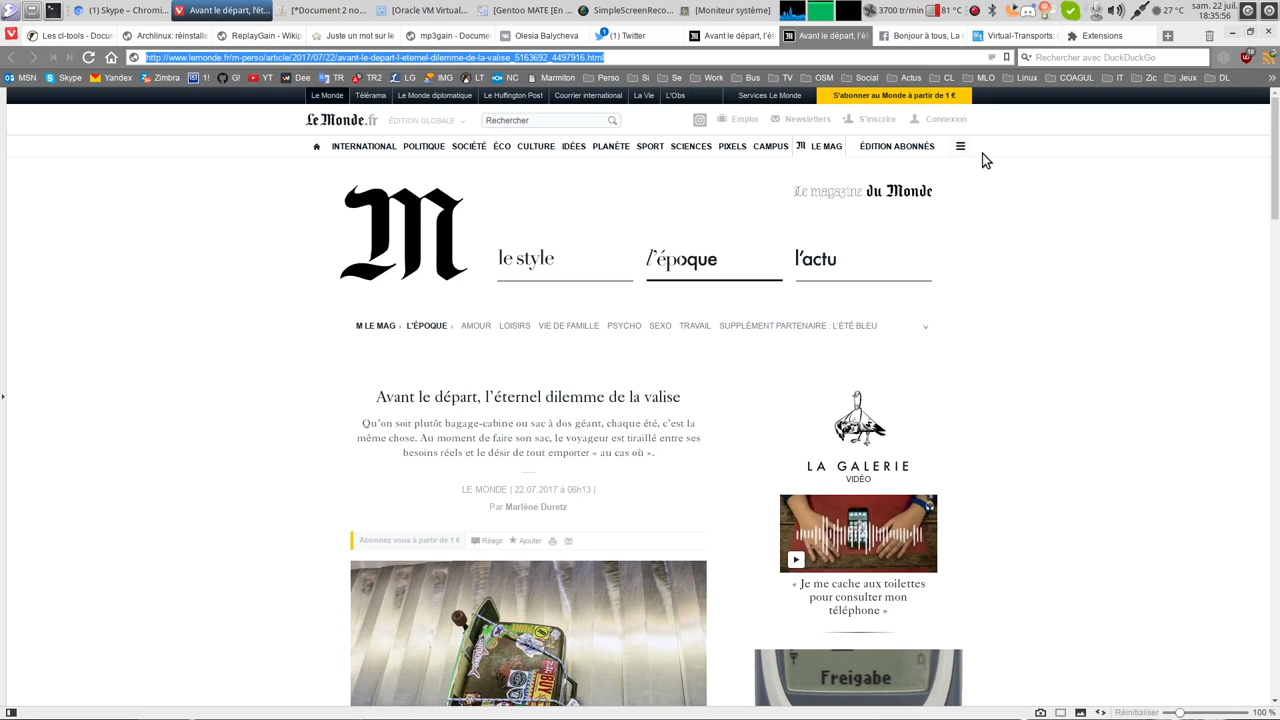 (1) Skype – Chromi...
Avant le départ, l'ét...
[*Document 2 no...
[Oracle VM Virtual...
[Gentoo MATE [En ...
SimpleScreenReco...
[Moniteur système]
3700 tr/min
81 °C
27 °C
sam. 22 juil.
18:35:56
Les cl-tocd - Docum
Archlinux: réinstalle
ReplayGain - Wikip
Juste un mot sur le
mp3gain - Docume
Olesia Balycheva
(1) Twitter
Avant le départ, l'é
Avant le départ, l'é
Bonjour à tous, La
Virtual-Transports: (
Extensions
http://www.lemonde.fr/m-perso/article/2017/07/22/avant-le-depart-l-eternel-dilemme-de-la-valise_5163692_4497916.html
Rechercher avec DuckDuckGo
18
MSN Skype Yandex Zimbra 1! G! YT Dee TR TR2 LG IMG LT NC Marmiton Perso Si Se Work Bus TV OSM Social Actus CL MLO Linux COAGUL IT Zic Jeux DL
Le Monde Télérama Le Monde diplomatique Le Huffington Post Courrier international La Vie L'Obs Services Le Monde S'abonner au Monde à partir de 1 €
Le Monde.fr ÉDITION GLOBALE Rechercher Emploi Newsletters S'inscrire Connexion
INTERNATIONAL POLITIQUE SOCIÉTÉ ÉCO CULTURE IDÉES PLANÈTE SPORT SCIENCES PIXELS CAMPUS M LE MAG ÉDITION ABONNÉS
M
Le magazine du Monde
le style l'époque l'actu
M LE MAG › L'ÉPOQUE › AMOUR LOISIRS VIE DE FAMILLE PSYCHO SEXO TRAVAIL SUPPLÉMENT PARTENAIRE : L'ÉTÉ BLEU
Avant le départ, l'éternel dilemme de la valise
Qu'on soit plutôt bagage-cabine ou sac à dos géant, chaque été, c'est la
même chose. Au moment de faire son sac, le voyageur est tiraillé entre ses
besoins réels et le désir de tout emporter « au cas où ».
LE MONDE | 22.07.2017 à 06h13 |
Par Marlène Duretz
Abonnez vous à partir de 1 € Réagir Ajouter
LA GALERIE
VIDÉO
« Je me cache aux toilettes
pour consulter mon
téléphone »
Freigabe
Réinitialiser 100 %